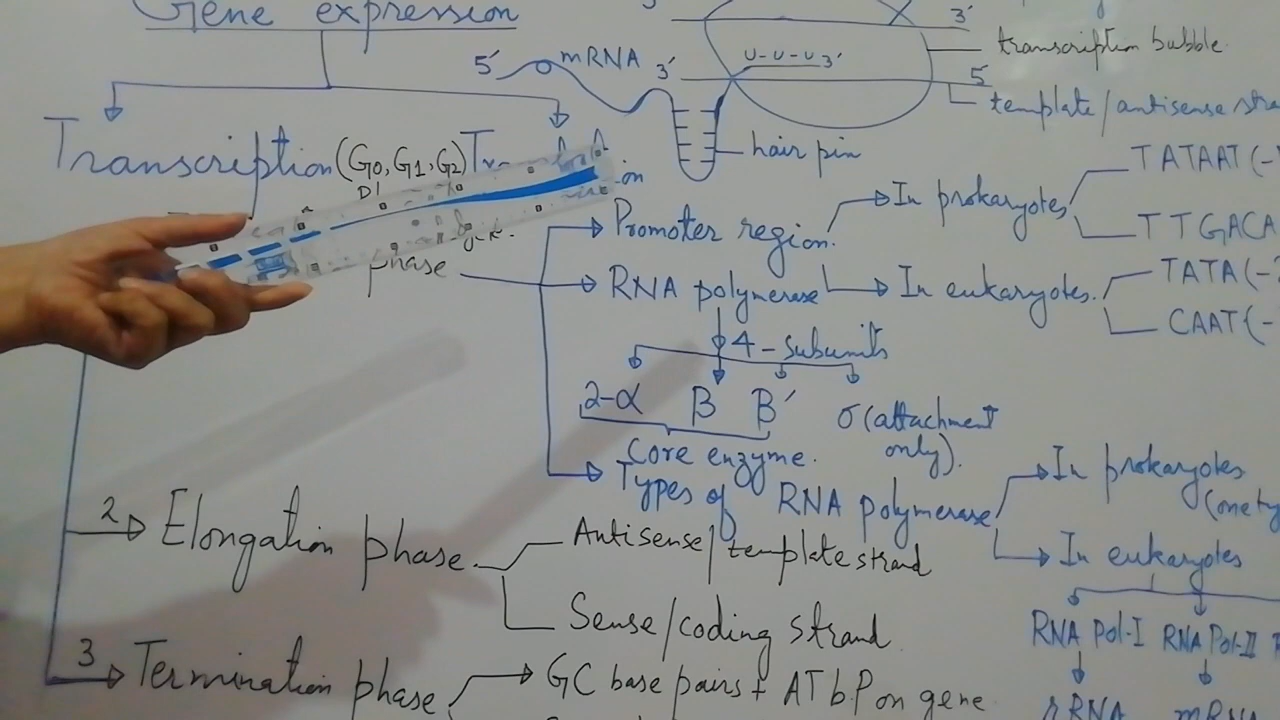 Gene expression
3'
transcription bubble
5' mRNA 3' U-U-U 3'
5
template/antisense
hair pin
Transcription (G0, G1, G2)
TATAAT (-
In prokaryotes
Promoter region.
TTGACA
phase
RNA polymerase
In eukaryotes.
TATA (-
CAAT (-
4-subunits
2-α B B' σ (attachment
only).
Core enzyme.
Types of RNA polymerase
In prokaryotes
(one
In eukaryotes
2 Elongation phase
Antisense/template strand
Sense/coding strand
RNA Pol-I RNA Pol-II
rRNA mRNA
3 Termination phase
GC base pairs + AT b.P on gene